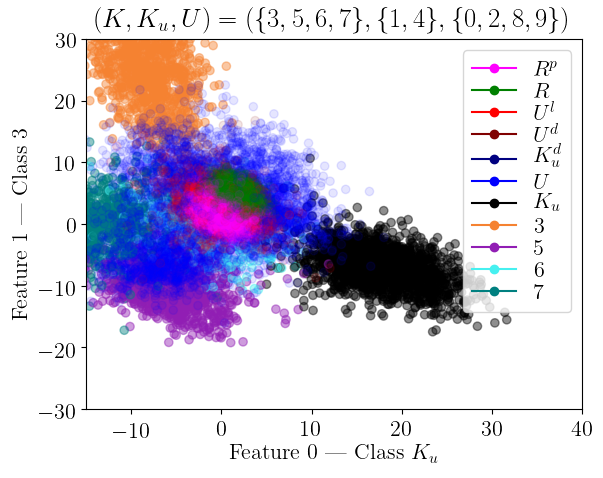 (K, K_u, U) = ({3, 5, 6, 7}, {1, 4}, {0, 2, 8, 9})
R^p
R
U^l
U^d
K_u^d
U
K_u
3
5
6
7
Feature 1 — Class 3
30
20
10
0
−10
−20
−30
−10
0
10
20
30
40
Feature 0 — Class K_u